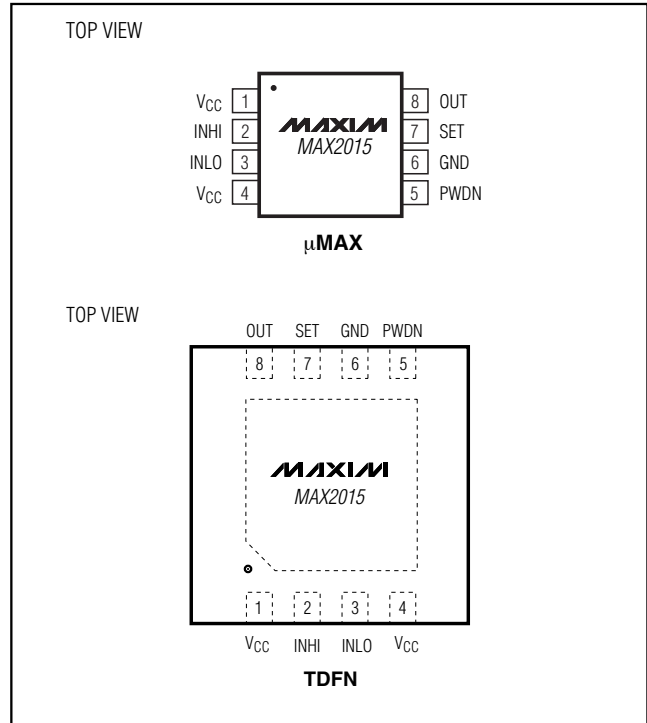 TOP VIEW
VCC 1 8 OUT
INHI 2 MAXIM 7 SET
INLO 3 MAX2015 6 GND
VCC 4 5 PWDN
µMAX
TOP VIEW
OUT SET GND PWDN
8 7 6 5
MAXIM
MAX2015
1 2 3 4
VCC INHI INLO VCC
TDFN